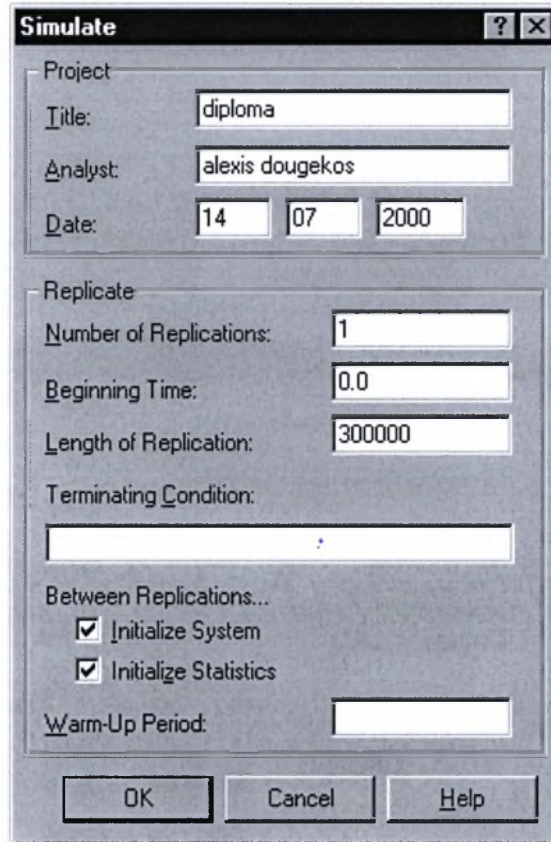 Simulate
Project
Title: diploma
Analyst: alexis dougekos
Date: 14 07 2000
Replicate
Number of Replications: 1
Beginning Time: 0.0
Length of Replication: 300000
Terminating Condition:
Between Replications...
Initialize System
Initialize Statistics
Warm-Up Period:
OK Cancel Help